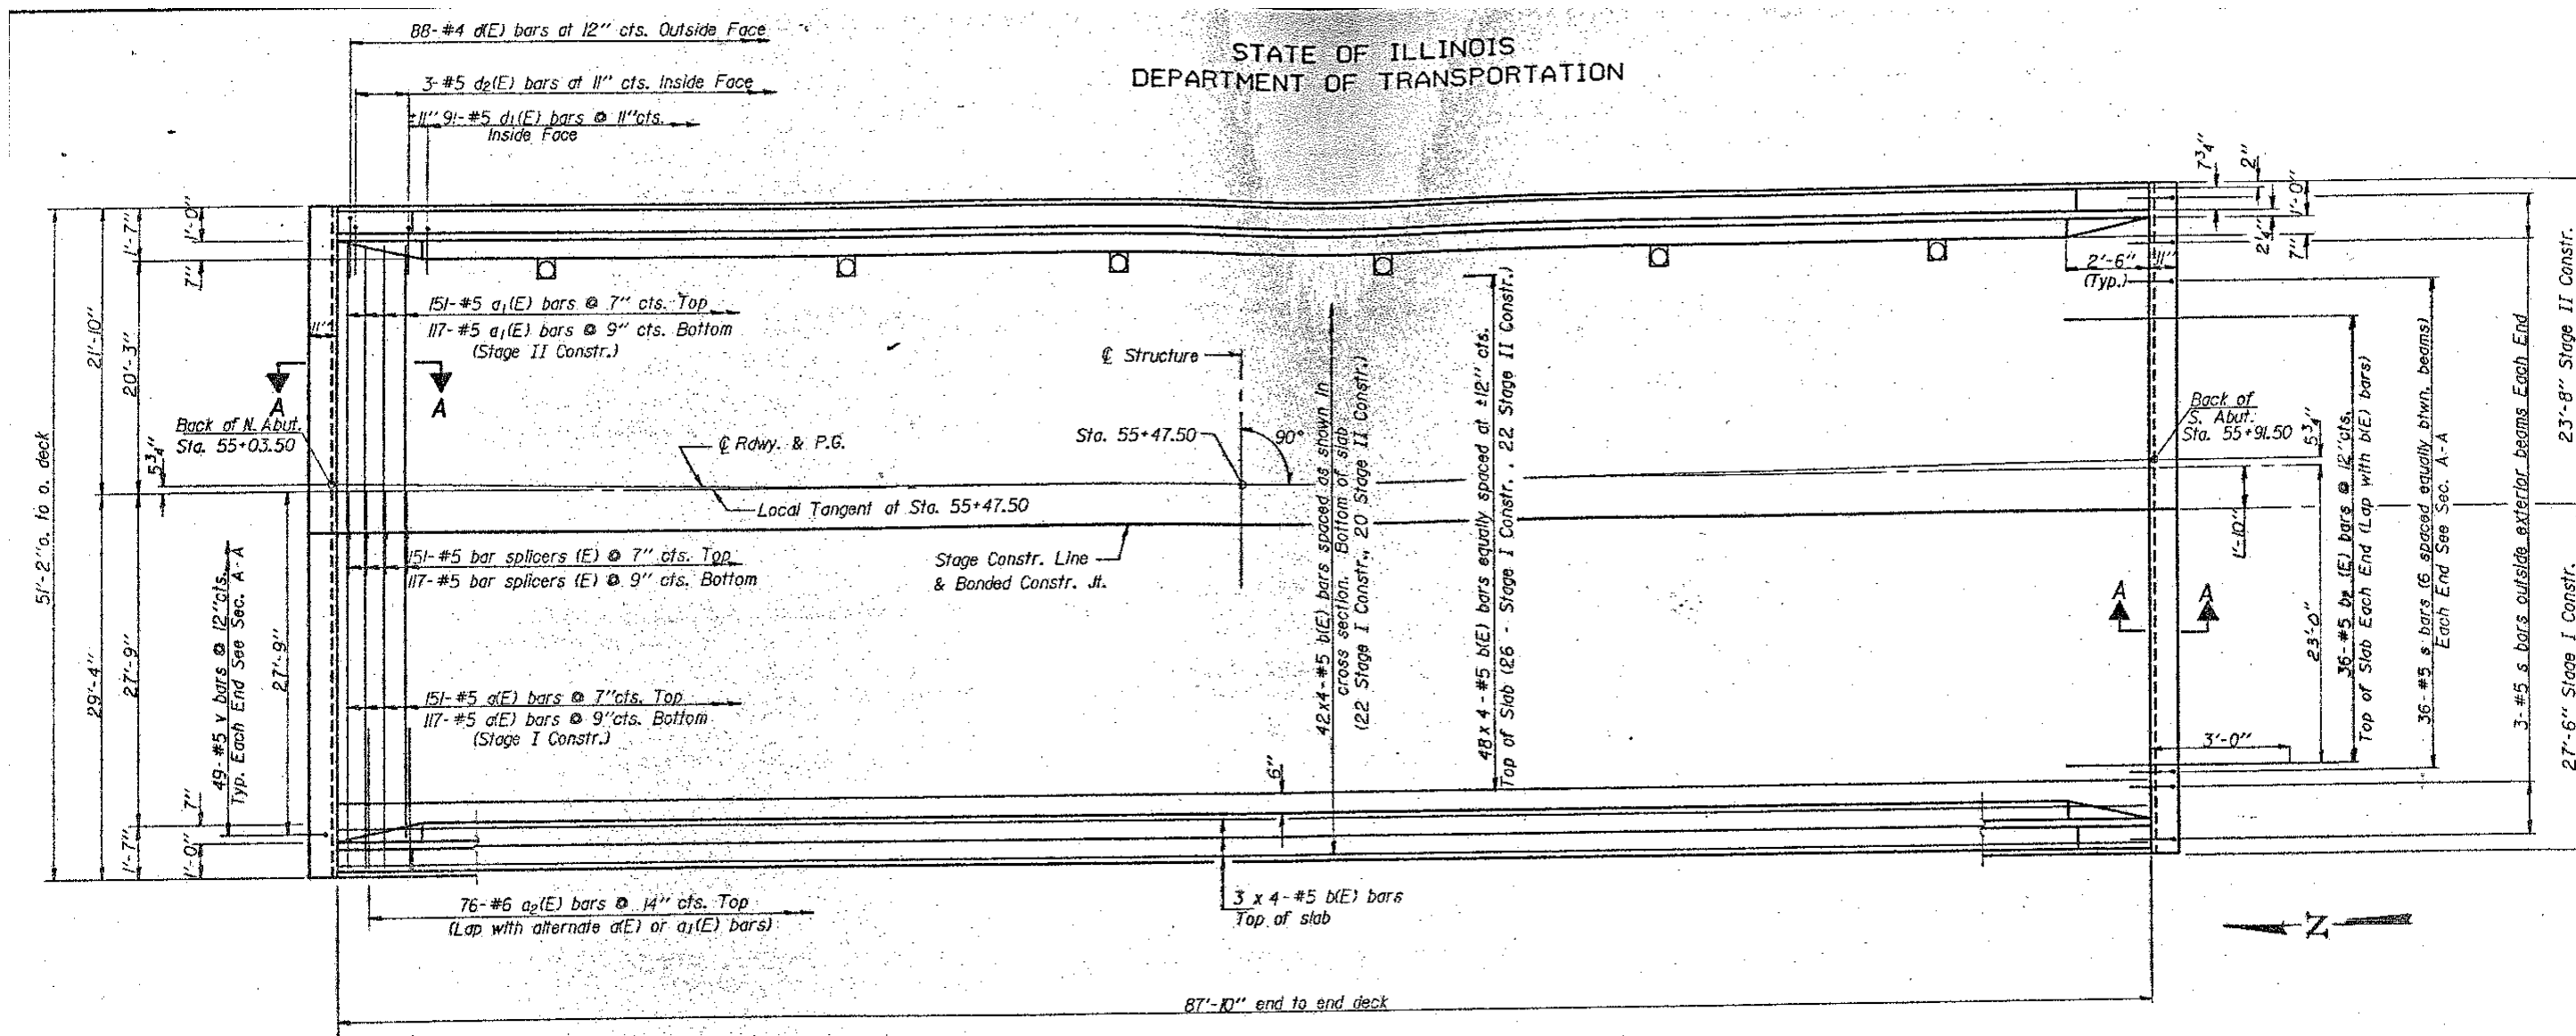 STATE OF ILLINOIS
DEPARTMENT OF TRANSPORTATION
88-#4 d(E) bars at 12" cts. Outside Face
3-#5 d2(E) bars at 11" cts. Inside Face
±11" 91-#5 d1(E) bars @ 11"cts.
Inside Face
7¾"
2"
1'-0"
2¼"
7"
2'-6"
(Typ.)
11"
1'-7"
1'-0"
7"
21'-10"
20'-3"
11"
151-#5 a1(E) bars @ 7" cts. Top
117-#5 a1(E) bars @ 9" cts. Bottom
(Stage II Constr.)
A
A
Back of N. Abut.
Sta. 55+03.50
5¾"
℄ Structure
℄ Rdwy. & P.G.
Sta. 55+47.50
90°
Local Tangent at Sta. 55+47.50
Stage Constr. Line
& Bonded Constr. Jt.
151-#5 bar splicers (E) @ 7" cts. Top
117-#5 bar splicers (E) @ 9" cts. Bottom
51'-2"o. to o. deck
29'-4"
27'-9"
49-#5 v bars @ 12"cts.
Typ. Each End See Sec. A-A
27'-9"
151-#5 a(E) bars @ 7"cts. Top
117-#5 a(E) bars @ 9"cts. Bottom
(Stage I Constr.)
7"
1'-7"
1'-0"
76-#6 a2(E) bars @ 14" cts. Top
(Lap with alternate a(E) or a1(E) bars)
42x4-#5 b(E) bars spaced as shown in
cross section. Bottom of slab
(22 Stage I Constr., 20 Stage II Constr.)
48 x 4-#5 b(E) bars equally spaced at ±12" cts.
Top of Slab (26 - Stage I Constr., 22 Stage II Constr.)
6"
3 x 4-#5 b(E) bars
Top of slab
Back of
S. Abut.
Sta. 55+91.50
5¾"
1'-10"
A
A
23'-0"
3'-0"
36-#5 b2 (E) bars @ 12"cts.
Top of Slab Each End (Lap with b(E) bars)
36-#5 s bars (6 spaced equally btwn. beams)
Each End See Sec. A-A
3-#5 s bars outside exterior beams Each End
23'-8" Stage II Constr.
27'-6" Stage I Constr.
Z
87'-10" end to end deck